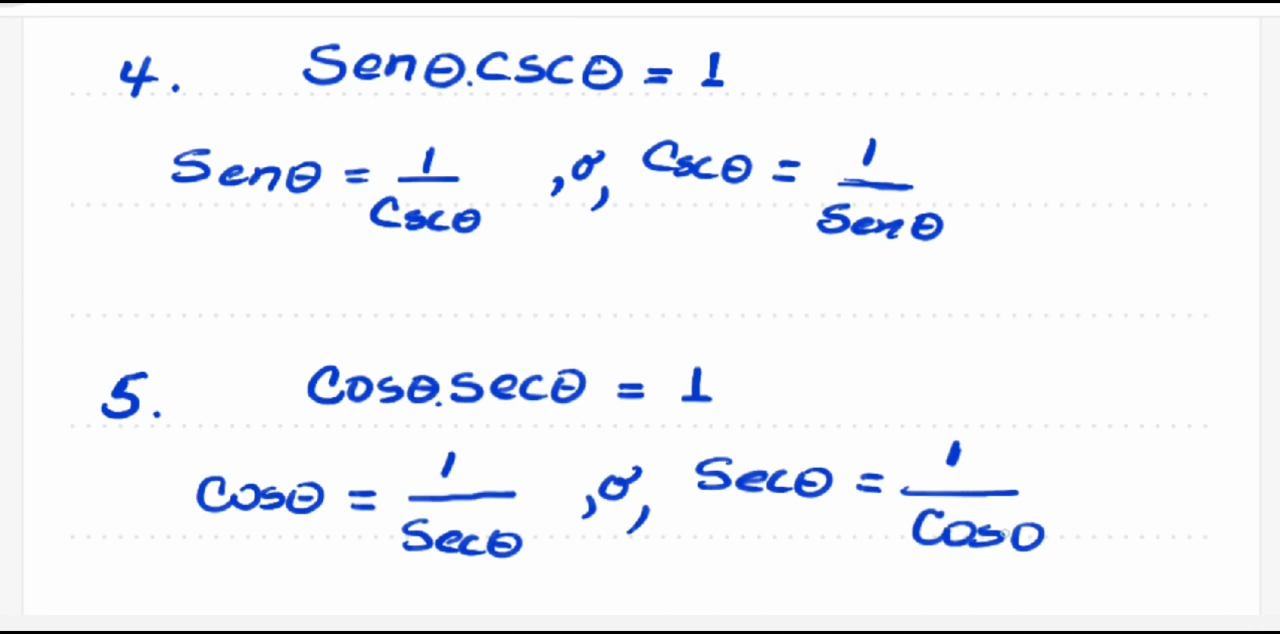 4. Senθ.CSCθ = 1
Senθ = 1/Cscθ ,o, Cscθ = 1/Senθ
5. Cosθ.Secθ = 1
Cosθ = 1/Secθ ,o, Secθ = 1/CosO